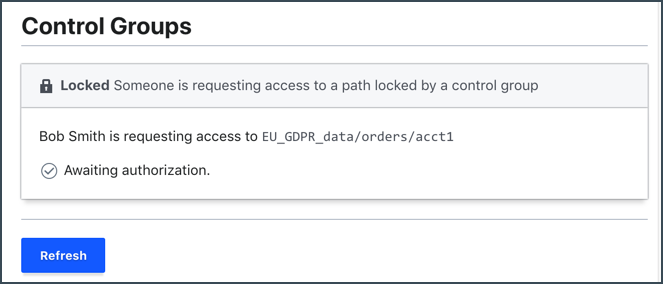 Control Groups
Locked Someone is requesting access to a path locked by a control group
Bob Smith is requesting access to EU_GDPR_data/orders/acct1
Awaiting authorization.
Refresh